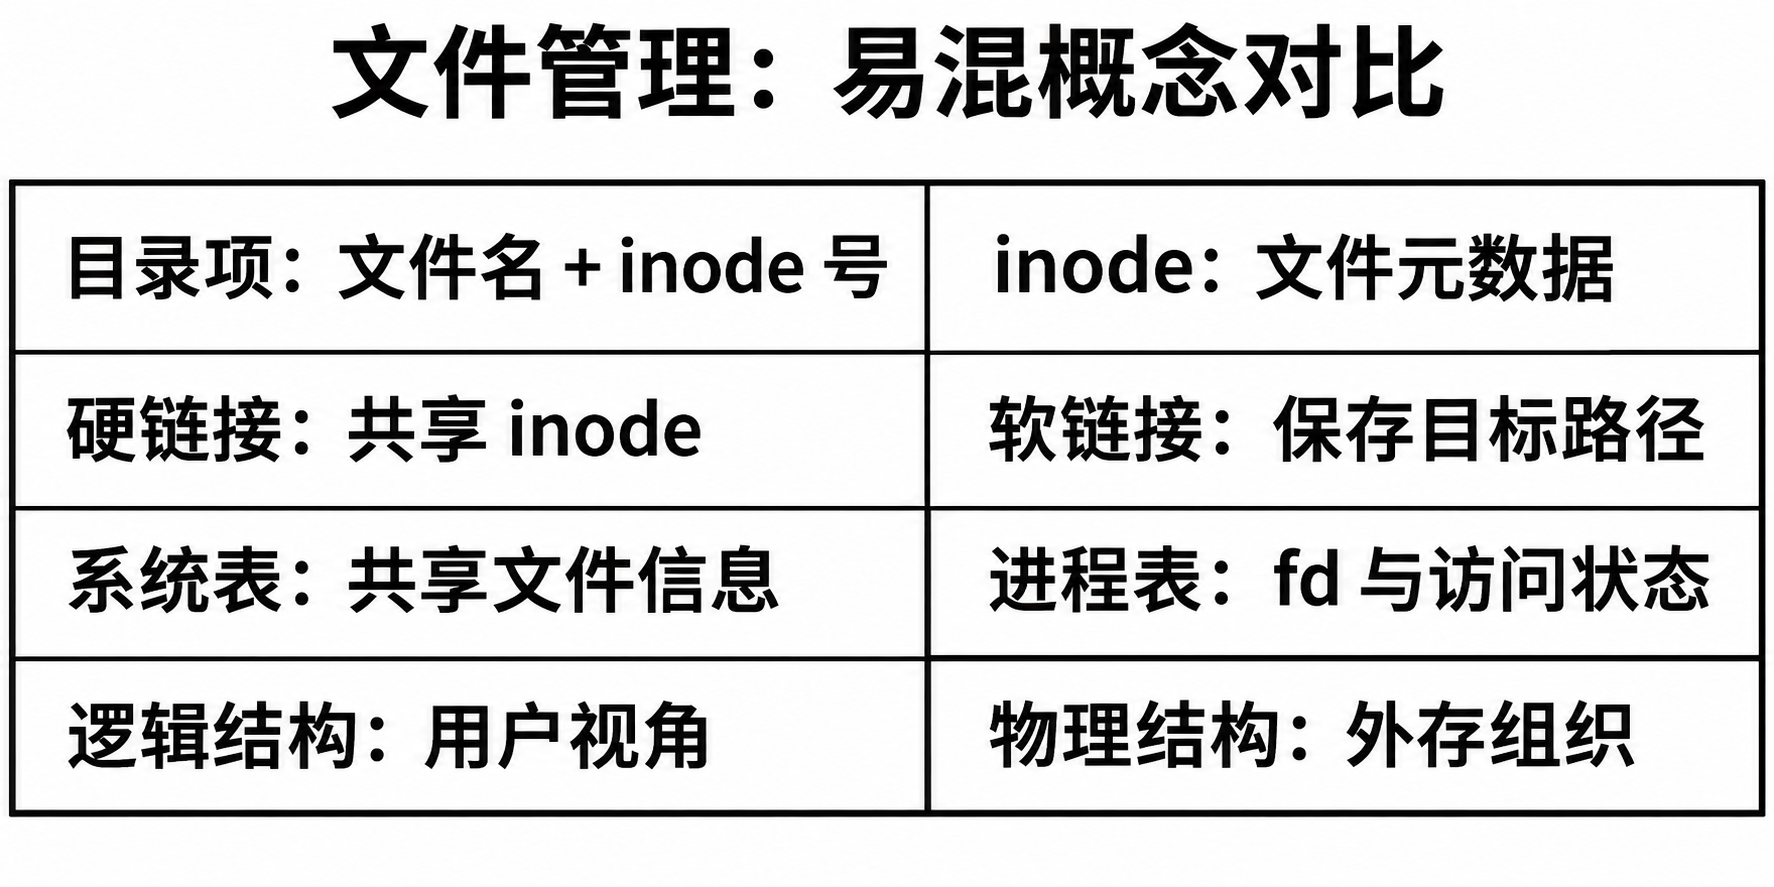 文件管理：易混概念对比
目录项：文件名 + inode 号
inode：文件元数据
硬链接：共享 inode
软链接：保存目标路径
系统表：共享文件信息
进程表：fd 与访问状态
逻辑结构：用户视角
物理结构：外存组织